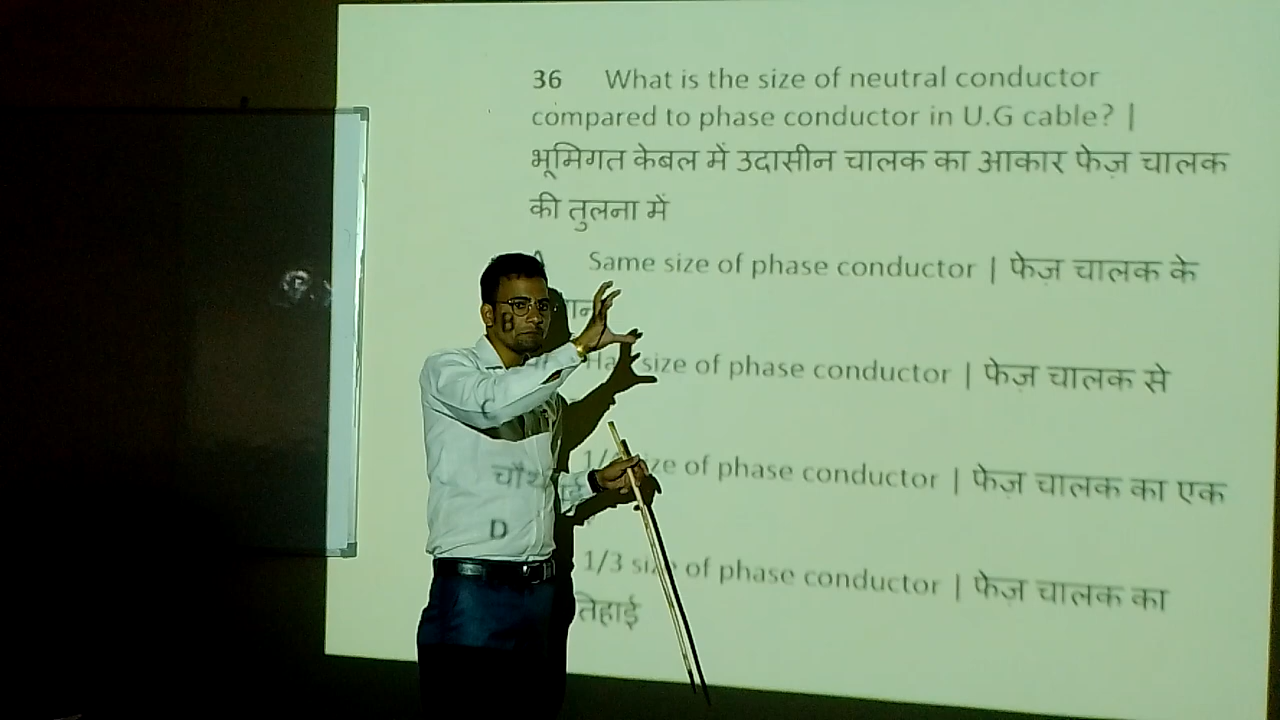 36 What is the size of neutral conductor
compared to phase conductor in U.G cable? |
भूमिगत केबल में उदासीन चालक का आकार फेज़ चालक
की तुलना में
A Same size of phase conductor | फेज़ चालक के
B size of phase conductor | फेज़ चालक से
C of phase conductor | फेज़ चालक का एक
D 1/3 size of phase conductor | फेज़ चालक का
तिहाई